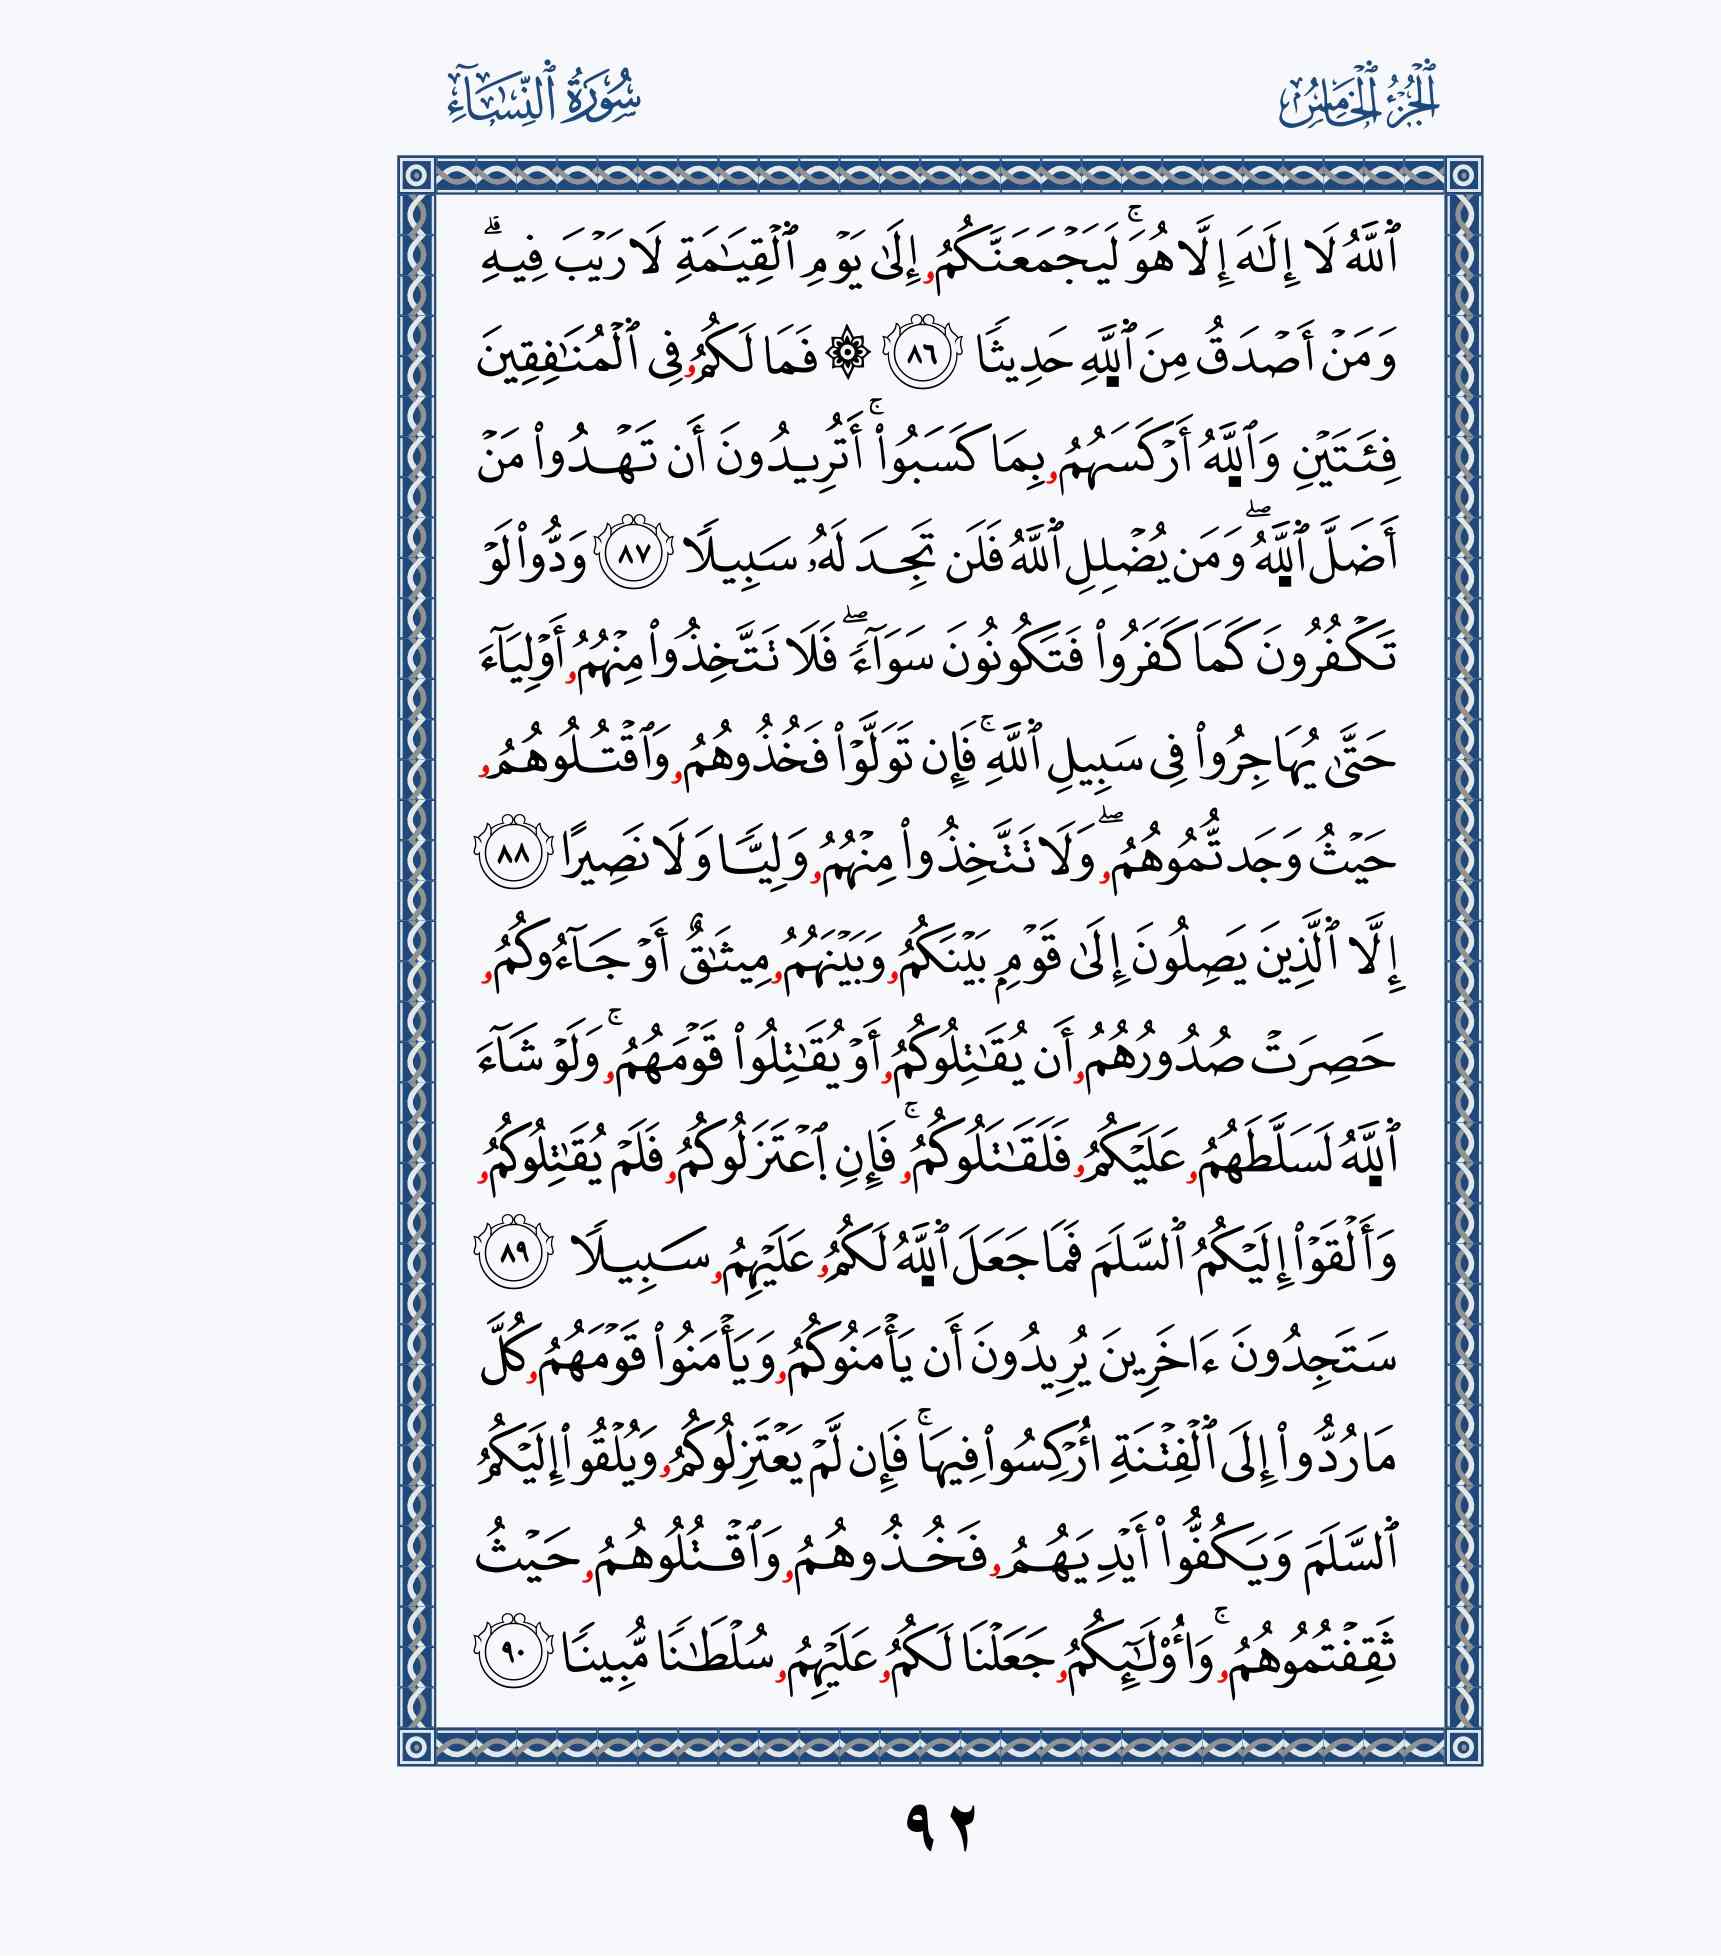 ٱلْجُزْءُ ٱلْخَامِسُ
سُورَةُ ٱلنِّسَآءِ
ٱللَّهُ لَا إِلَٰهَ إِلَّا هُوَۚ لَيَجْمَعَنَّكُمُۥ إِلَىٰ يَوْمِ ٱلْقِيَٰمَةِ لَا رَيْبَ فِيهِۗ
وَمَنْ أَصْدَقُ مِنَ ٱللَّهِ حَدِيثًا ٨٦ ۞ فَمَا لَكُمُۥ فِى ٱلْمُنَٰفِقِينَ
فِئَتَيْنِ وَٱللَّهُ أَرْكَسَهُمُۥ بِمَا كَسَبُوا۟ۚ أَتُرِيدُونَ أَن تَهْدُوا۟ مَنْ
أَضَلَّ ٱللَّهُۖ وَمَن يُضْلِلِ ٱللَّهُ فَلَن تَجِدَ لَهُۥ سَبِيلًا ٨٧ وَدُّوا۟ لَوْ
تَكْفُرُونَ كَمَا كَفَرُوا۟ فَتَكُونُونَ سَوَآءًۖ فَلَا تَتَّخِذُوا۟ مِنْهُمُۥ أَوْلِيَآءَ
حَتَّىٰ يُهَاجِرُوا۟ فِى سَبِيلِ ٱللَّهِۚ فَإِن تَوَلَّوْا۟ فَخُذُوهُمُۥ وَٱقْتُلُوهُمُۥ
حَيْثُ وَجَدتُّمُوهُمُۥۖ وَلَا تَتَّخِذُوا۟ مِنْهُمُۥ وَلِيًّا وَلَا نَصِيرًا ٨٨
إِلَّا ٱلَّذِينَ يَصِلُونَ إِلَىٰ قَوْمٍۭ بَيْنَكُمُۥ وَبَيْنَهُمُۥ مِيثَٰقٌ أَوْ جَآءُوكُمُۥ
حَصِرَتْ صُدُورُهُمُۥ أَن يُقَٰتِلُوكُمُۥ أَوْ يُقَٰتِلُوا۟ قَوْمَهُمُۥۚ وَلَوْ شَآءَ
ٱللَّهُ لَسَلَّطَهُمُۥ عَلَيْكُمُۥ فَلَقَٰتَلُوكُمُۥۚ فَإِنِ ٱعْتَزَلُوكُمُۥ فَلَمْ يُقَٰتِلُوكُمُۥ
وَأَلْقَوْا۟ إِلَيْكُمُ ٱلسَّلَمَ فَمَا جَعَلَ ٱللَّهُ لَكُمُۥ عَلَيْهِمُۥ سَبِيلًا ٨٩
سَتَجِدُونَ ءَاخَرِينَ يُرِيدُونَ أَن يَأْمَنُوكُمُۥ وَيَأْمَنُوا۟ قَوْمَهُمُۥ كُلَّ
مَا رُدُّوا۟ إِلَى ٱلْفِتْنَةِ ا۟رْكِسُوا۟ فِيهَاۚ فَإِن لَّمْ يَعْتَزِلُوكُمُۥ وَيُلْقُوا۟ إِلَيْكُمُ
ٱلسَّلَمَ وَيَكُفُّوا۟ أَيْدِيَهُمُۥ فَخُذُوهُمُۥ وَٱقْتُلُوهُمُۥ حَيْثُ
ثَقِفْتُمُوهُمُۥۚ وَا۟وْلَٰٓئِكُمُۥ جَعَلْنَا لَكُمُۥ عَلَيْهِمُۥ سُلْطَٰنًا مُّبِينًا ٩٠
٩٢